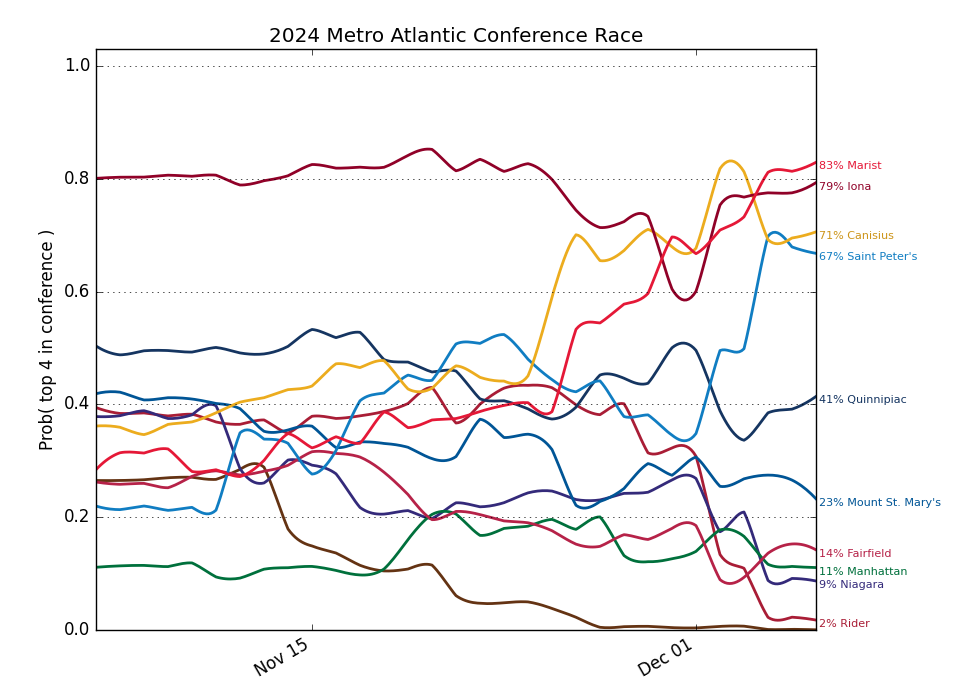 2024 Metro Atlantic Conference Race
Prob( top 4 in conference )
1.0
0.8
0.6
0.4
0.2
0.0
Nov 15
Dec 01
83% Marist
79% Iona
71% Canisius
67% Saint Peter's
41% Quinnipiac
23% Mount St. Mary's
14% Fairfield
11% Manhattan
9% Niagara
2% Rider